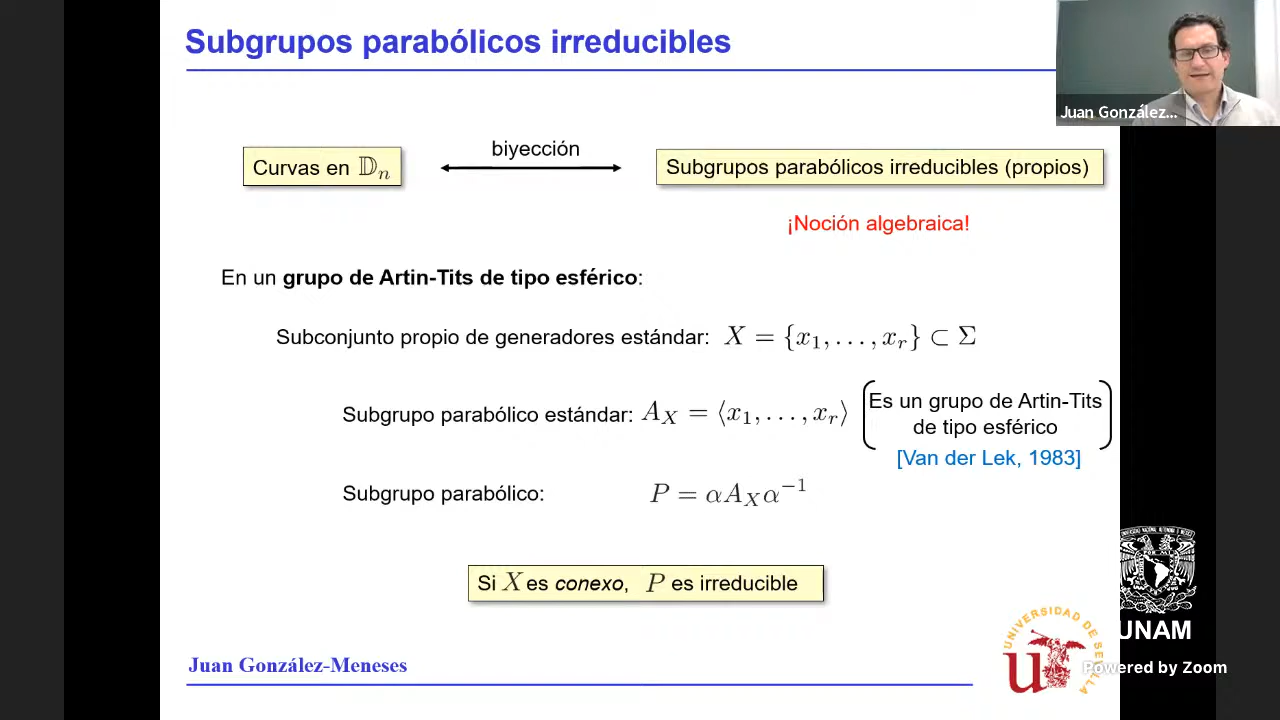 Subgrupos parabólicos irreducibles
Juan González...
biyección
Curvas en 𝔻ₙ
Subgrupos parabólicos irreducibles (propios)
¡Noción algebraica!
En un grupo de Artin-Tits de tipo esférico:
Subconjunto propio de generadores estándar: X = {x₁, . . . , xᵣ} ⊂ Σ
Subgrupo parabólico estándar: A_X = ⟨x₁, . . . , xᵣ⟩
Es un grupo de Artin-Tits
de tipo esférico
[Van der Lek, 1983]
Subgrupo parabólico: P = αA_Xα⁻¹
Si X es conexo, P es irreducible
UNIVERSIDAD DE SEVILLA
UNAM
Juan González-Meneses
Powered by Zoom